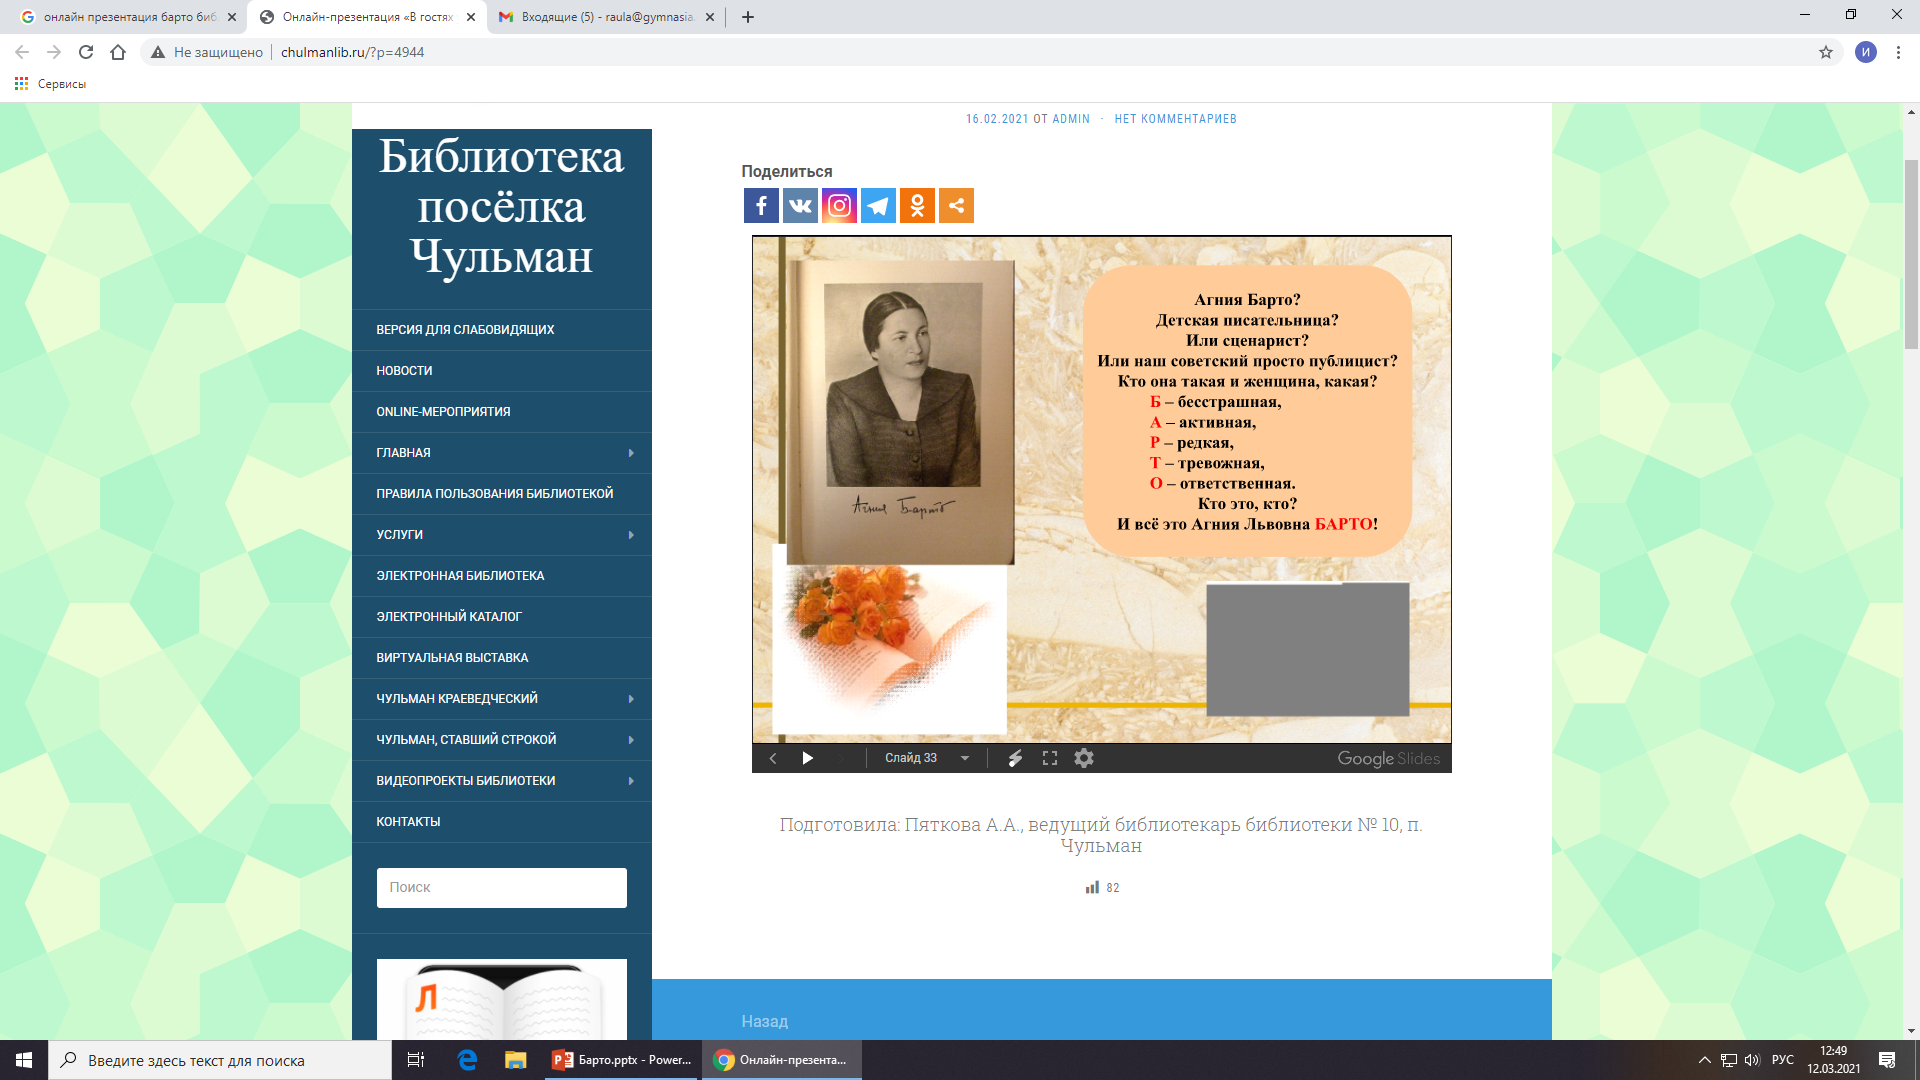 онлайн презентация барто биб
Онлайн-презентация «В гостях
Входящие (5) - raula@gymnasia
Не защищено
chulmanlib.ru/?p=4944
И
Сервисы
16.02.2021 ОТ ADMIN · НЕТ КОММЕНТАРИЕВ
Библиотека
посёлка
Чульман
ВЕРСИЯ ДЛЯ СЛАБОВИДЯЩИХ
НОВОСТИ
ONLINE-МЕРОПРИЯТИЯ
ГЛАВНАЯ
ПРАВИЛА ПОЛЬЗОВАНИЯ БИБЛИОТЕКОЙ
УСЛУГИ
ЭЛЕКТРОННАЯ БИБЛИОТЕКА
ЭЛЕКТРОННЫЙ КАТАЛОГ
ВИРТУАЛЬНАЯ ВЫСТАВКА
ЧУЛЬМАН КРАЕВЕДЧЕСКИЙ
ЧУЛЬМАН, СТАВШИЙ СТРОКОЙ
ВИДЕОПРОЕКТЫ БИБЛИОТЕКИ
КОНТАКТЫ
Поиск
Л
Поделиться
Агния Барто
Агния Барто?
Детская писательница?
Или сценарист?
Или наш советский просто публицист?
Кто она такая и женщина, какая?
Б – бесстрашная,
А – активная,
Р – редкая,
Т – тревожная,
О – ответственная.
Кто это, кто?
И всё это Агния Львовна БАРТО!
Слайд 33
Google Slides
Подготовила: Пяткова А.А., ведущий библиотекарь библиотеки № 10, п.
Чульман
82
Назад
Введите здесь текст для поиска
Барто.pptx - Power...
Онлайн-презента...
РУС
12:49
12.03.2021